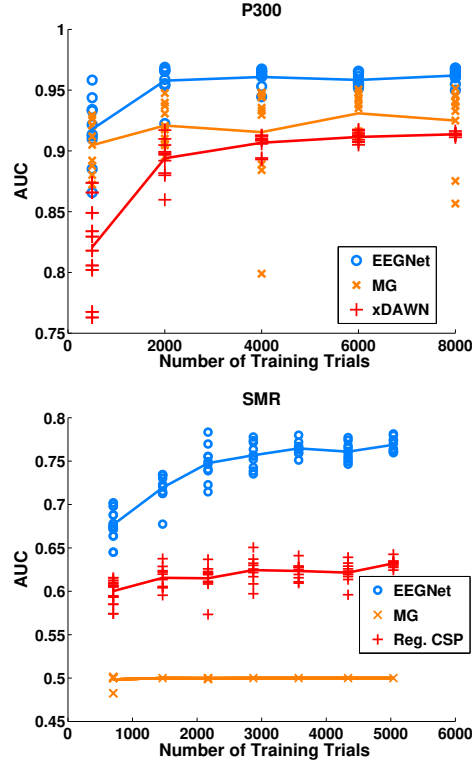 P300
1
0.95
0.9
0.85
0.8
0.75
AUC
EEGNet
MG
xDAWN
0 2000 4000 6000 8000
Number of Training Trials
SMR
0.8
0.75
0.7
0.65
0.6
0.55
0.5
0.45
AUC
EEGNet
MG
Reg. CSP
0 1000 2000 3000 4000 5000 6000
Number of Training Trials